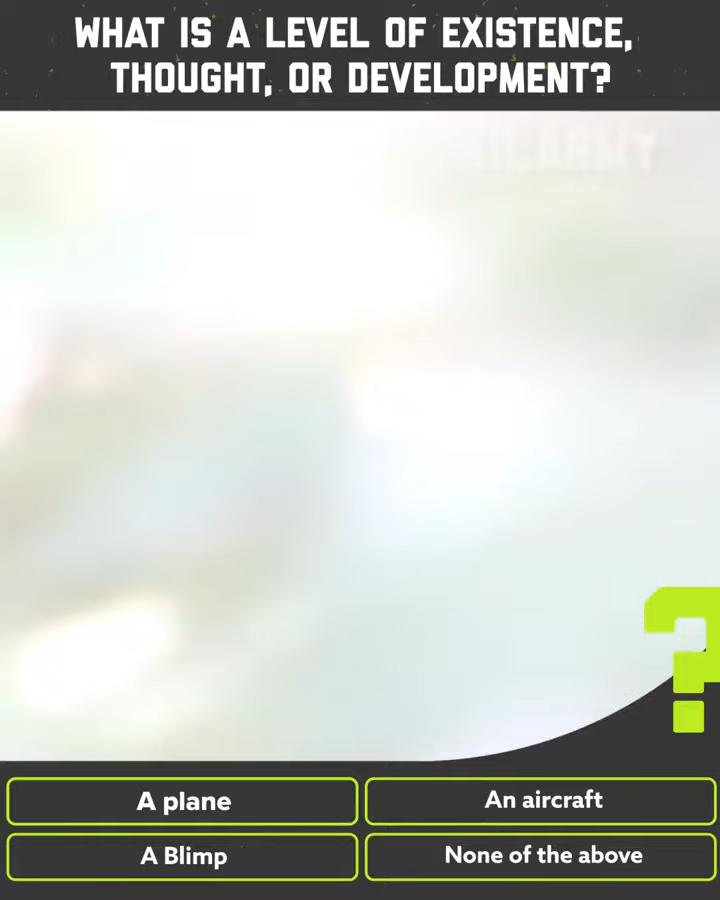 WHAT IS A LEVEL OF EXISTENCE,
THOUGHT, OR DEVELOPMENT?
?
A plane
An aircraft
A Blimp
None of the above